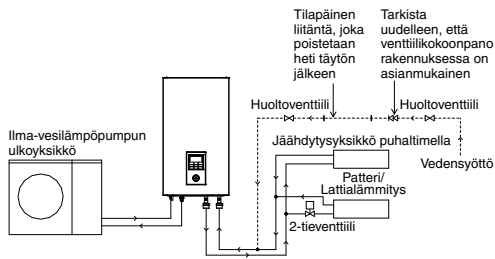 Tilapäinen
liitäntä, joka
poistetaan
heti täytön
jälkeen
Tarkista
uudelleen, että
venttiilikokoonpano
rakennuksessa on
asianmukainen
Huoltoventtiili
Huoltoventtiili
Ilma-vesilämpöpumpun
ulkoyksikkö
Jäähdytysyksikkö puhaltimella
Vedensyöttö
Patteri/
Lattialämmitys
2-tieventtiili